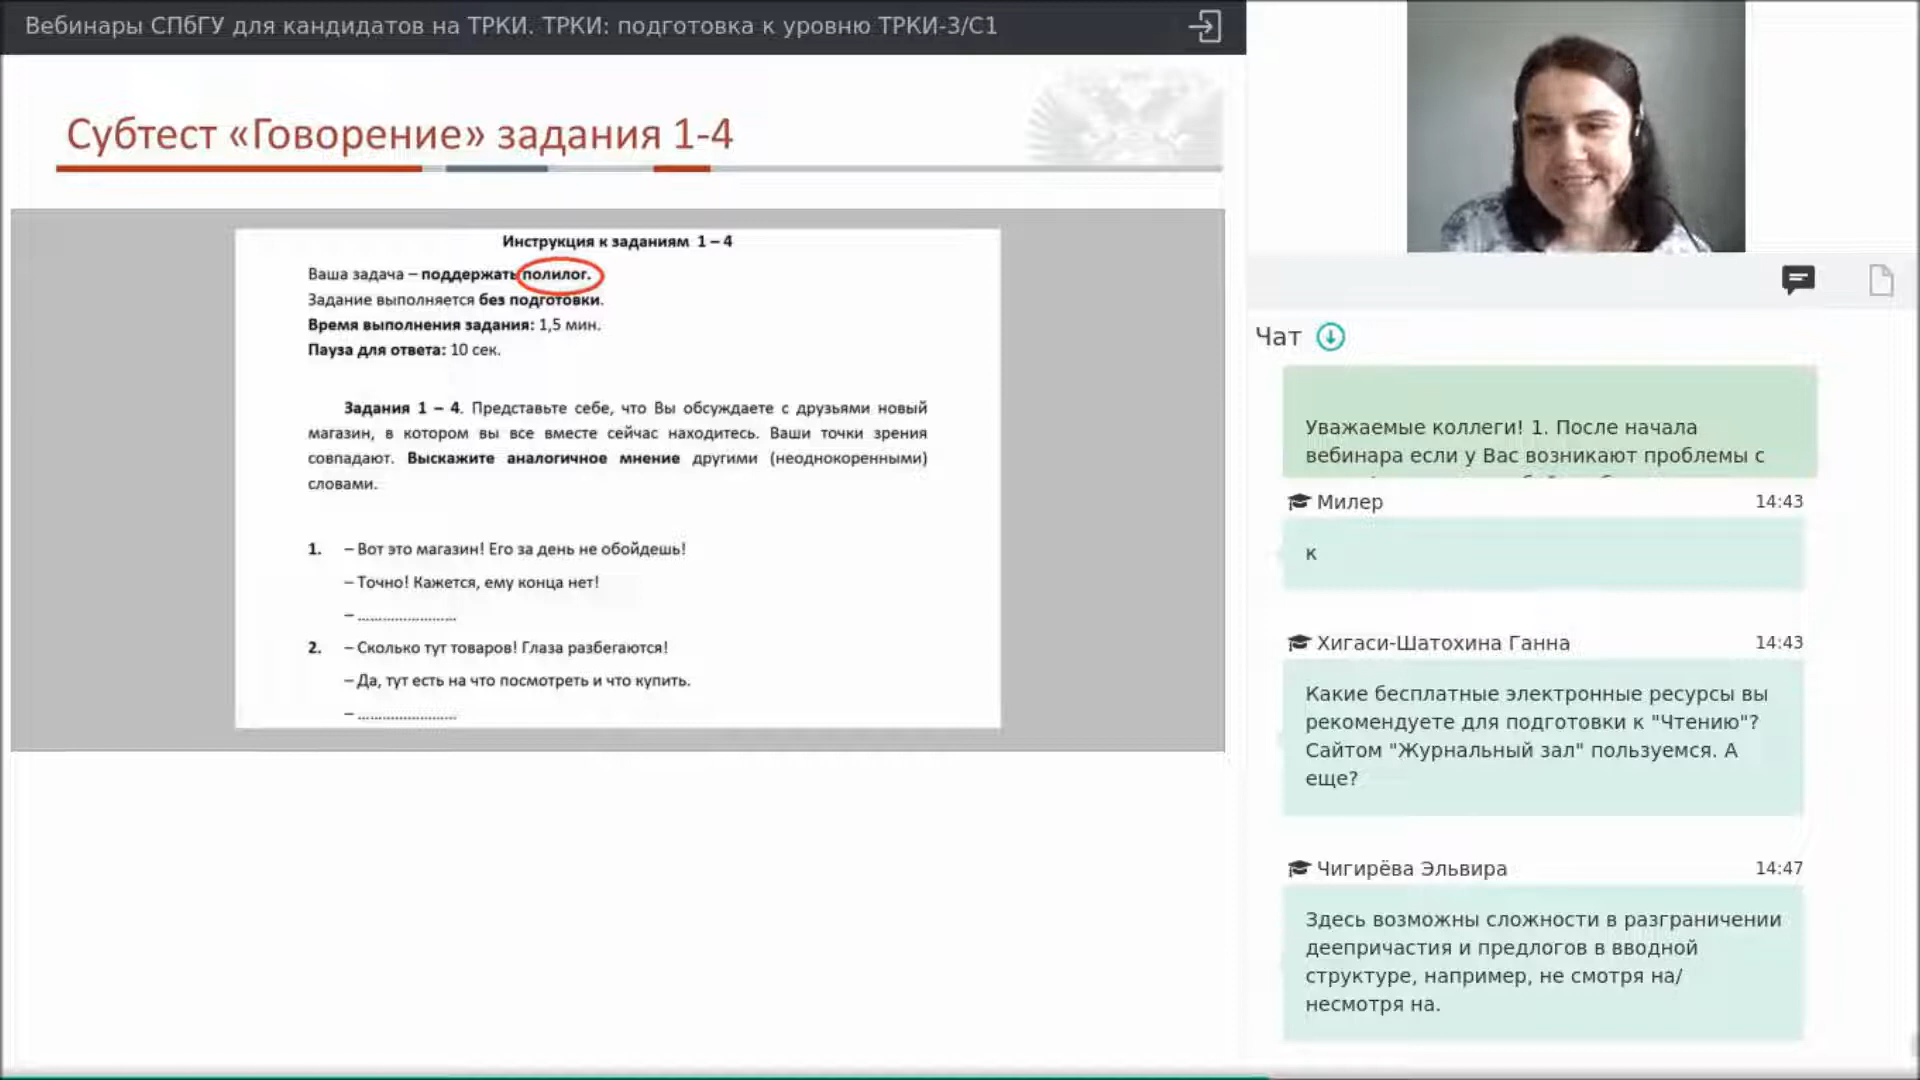 Вебинары СПбГУ для кандидатов на ТРКИ. ТРКИ: подготовка к уровню ТРКИ-3/С1
Субтест «Говорение» задания 1-4
Инструкция к заданиям 1 – 4
Ваша задача – поддержать полилог.
Задание выполняется без подготовки.
Время выполнения задания: 1,5 мин.
Пауза для ответа: 10 сек.
Задания 1 – 4. Представьте себе, что Вы обсуждаете с друзьями новый
магазин, в котором вы все вместе сейчас находитесь. Ваши точки зрения
совпадают. Выскажите аналогичное мнение другими (неоднокоренными)
словами.
1. – Вот это магазин! Его за день не обойдешь!
– Точно! Кажется, ему конца нет!
– ........................
2. – Сколько тут товаров! Глаза разбегаются!
– Да, тут есть на что посмотреть и что купить.
– ........................
Чат
Уважаемые коллеги! 1. После начала
вебинара если у Вас возникают проблемы с
Милер 14:43
к
Хигаси-Шатохина Ганна 14:43
Какие бесплатные электронные ресурсы вы
рекомендуете для подготовки к "Чтению"?
Сайтом "Журнальный зал" пользуемся. А
еще?
Чигирёва Эльвира 14:47
Здесь возможны сложности в разграничении
деепричастия и предлогов в вводной
структуре, например, не смотря на/
несмотря на.